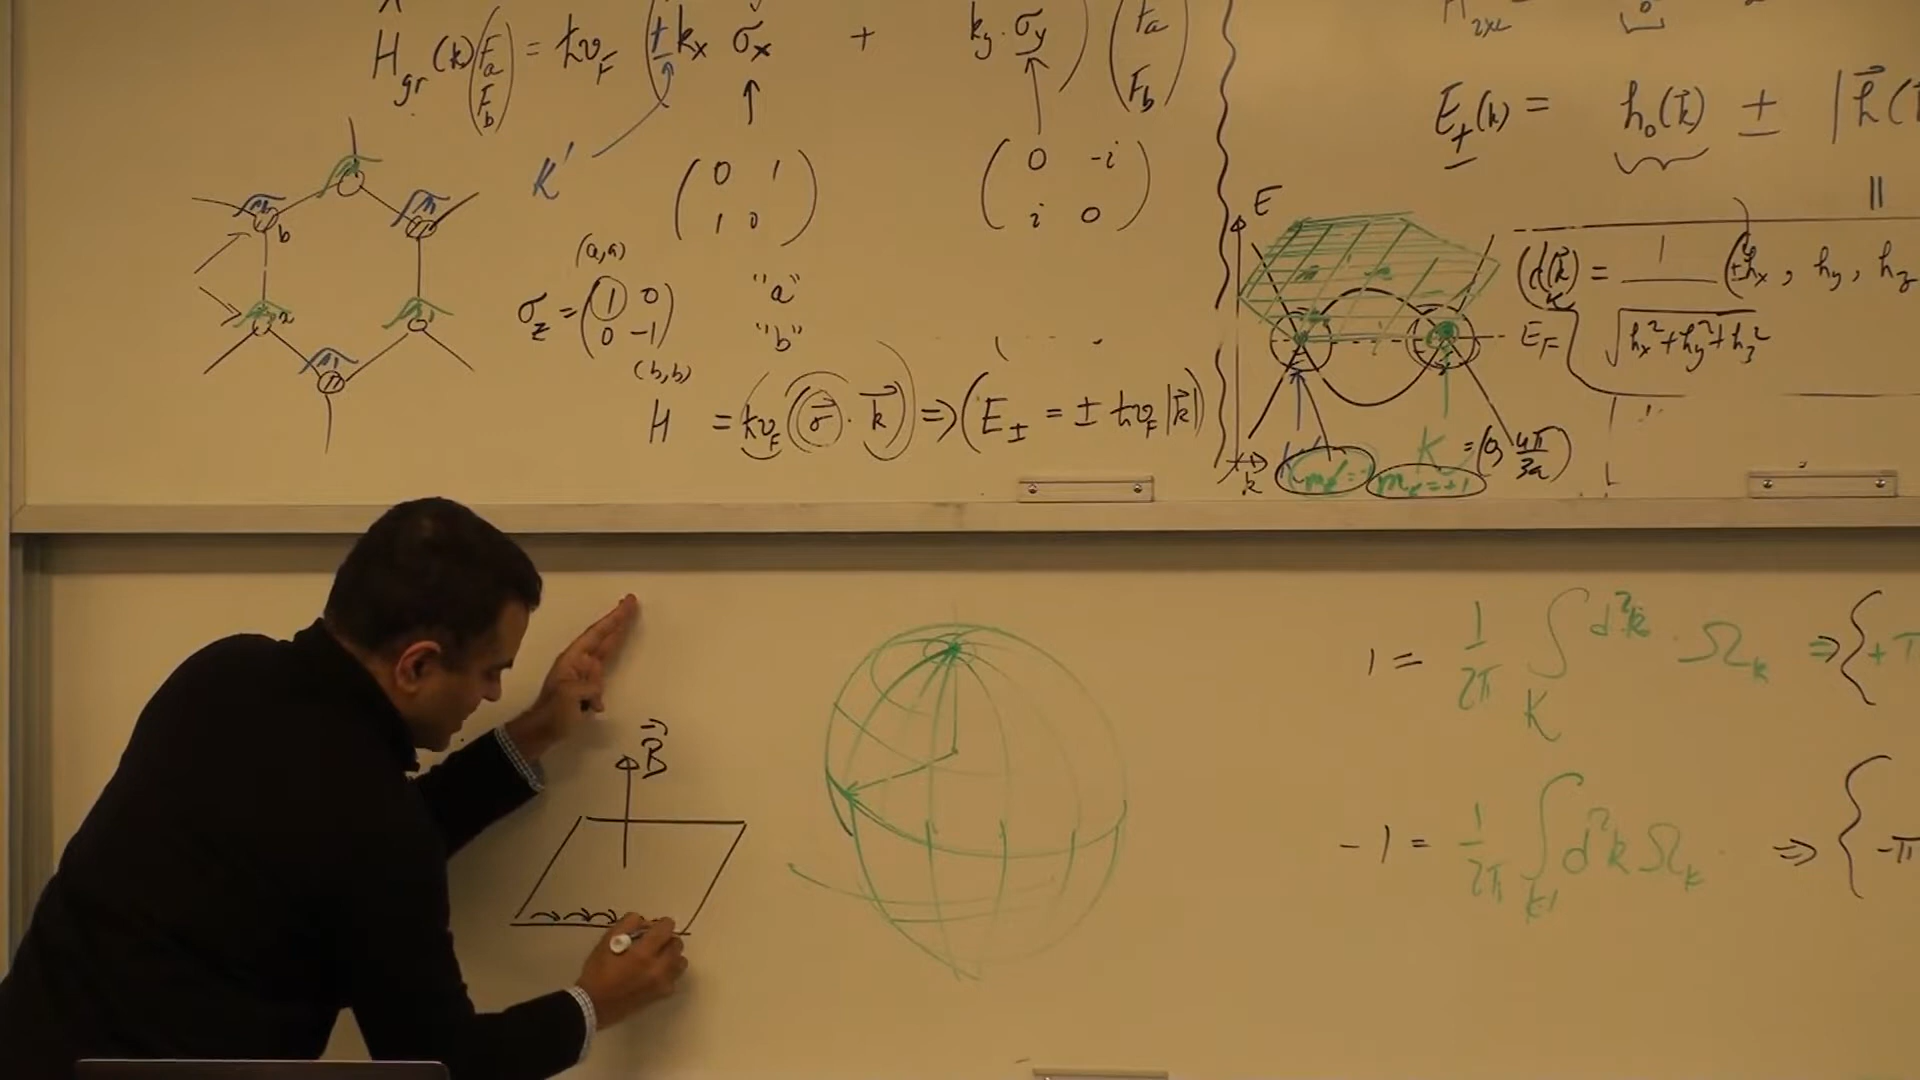 H_gr (k) (F_a F_b) = ħv_F (± k_x σ_x + k_y · σ_y) (F_a F_b)
K'
(0 1
1 0)
(0 -i
i 0)
b
a
(a,a)
σ_z = (1 0
0 -1)
"a"
"b"
(b,b)
H = ħv_F (σ⃗ · k⃗) ⇒ (E_± = ± ħv_F |k⃗|)
E_±(k) = h_0(k⃗) ± |h⃗(
||
E
E_F
d(k⃗) = 1 / √(h_x² + h_y² + h_z²) (±h_x, h_y, h_z
k
K = (0, 4π/3a)
B⃗
1 = 1/2π ∫_K d²k · Ω_k ⇒ { + π
-1 = 1/2π ∫_K' d²k Ω_k ⇒ { -π